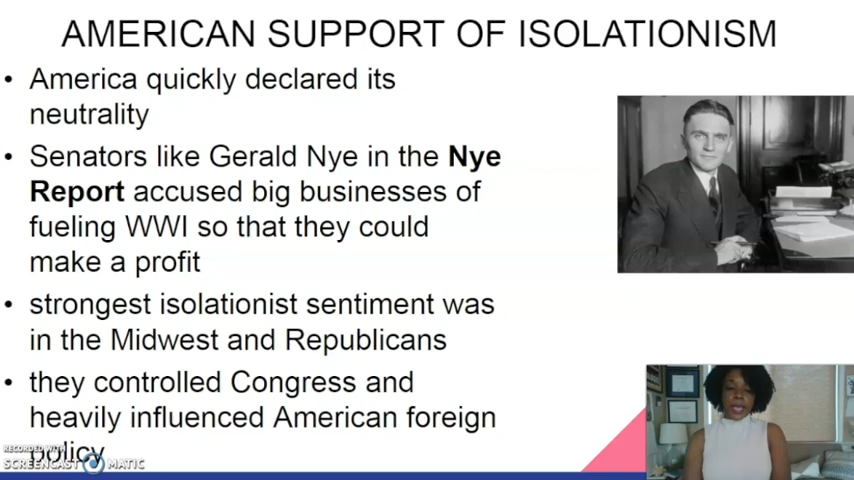 AMERICAN SUPPORT OF ISOLATIONISM
• America quickly declared its
neutrality
• Senators like Gerald Nye in the Nye
Report accused big businesses of
fueling WWI so that they could
make a profit
• strongest isolationist sentiment was
in the Midwest and Republicans
• they controlled Congress and
heavily influenced American foreign
policy
RECORDED WITH
SCREENCAST MATIC